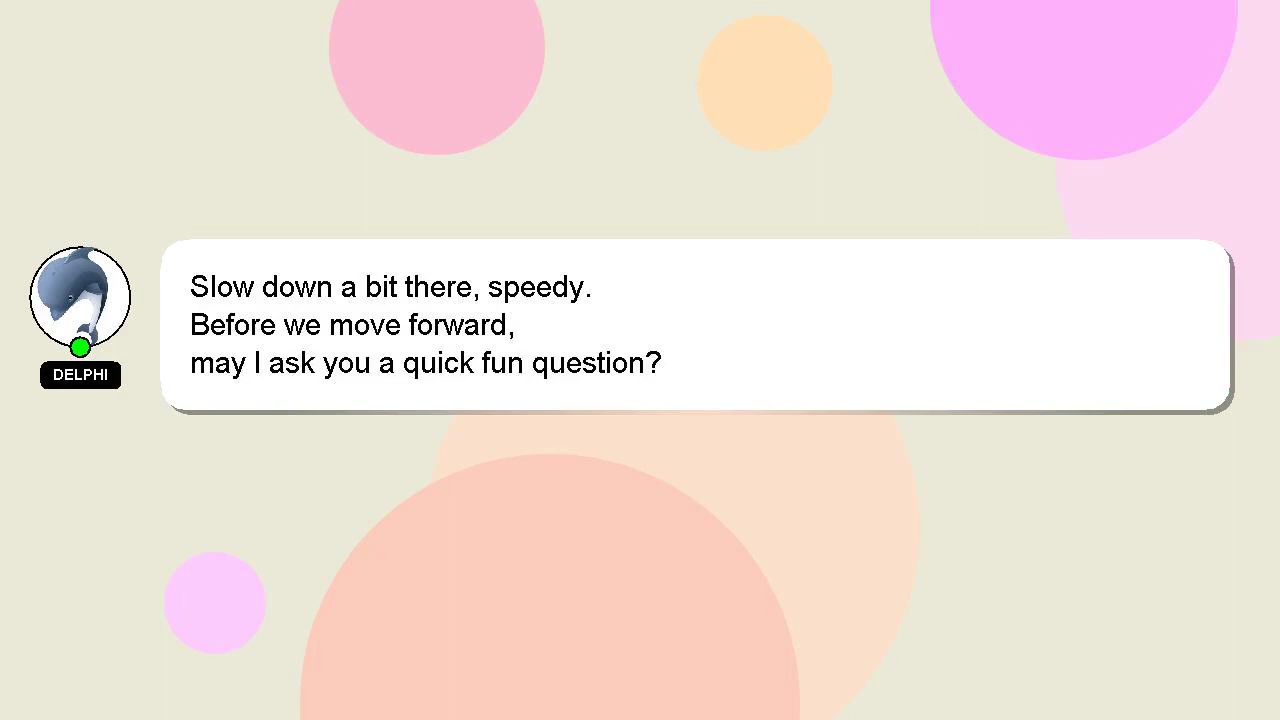 Slow down a bit there, speedy.
Before we move forward,
may I ask you a quick fun question?
DELPHI